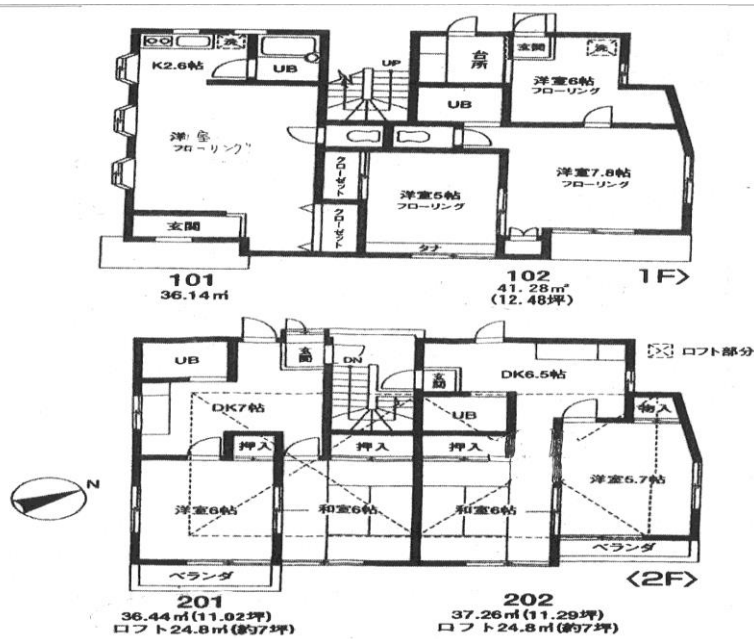 K2.6帖
洗
UB
UP
洋室
フローリング
玄関
クローゼット
クローゼット
台所
玄関
洗
洋室6帖
フローリング
UB
洋室7.8帖
フローリング
洋室5帖
フローリング
タナ
101
36.14㎡
102
41.28㎡
(12.48坪)
1F>
UB
玄関
DN
DK7帖
押入
押入
洋室6帖
和室6帖
ベランダ
玄関
DK6.5帖
ロフト部分
UB
物入
押入
洋室5.7帖
和室6帖
ベランダ
N
<2F>
201
36.44㎡(11.02坪)
ロフト24.8㎡(約7坪)
202
37.26㎡(11.29坪)
ロフト24.8㎡(約7坪)